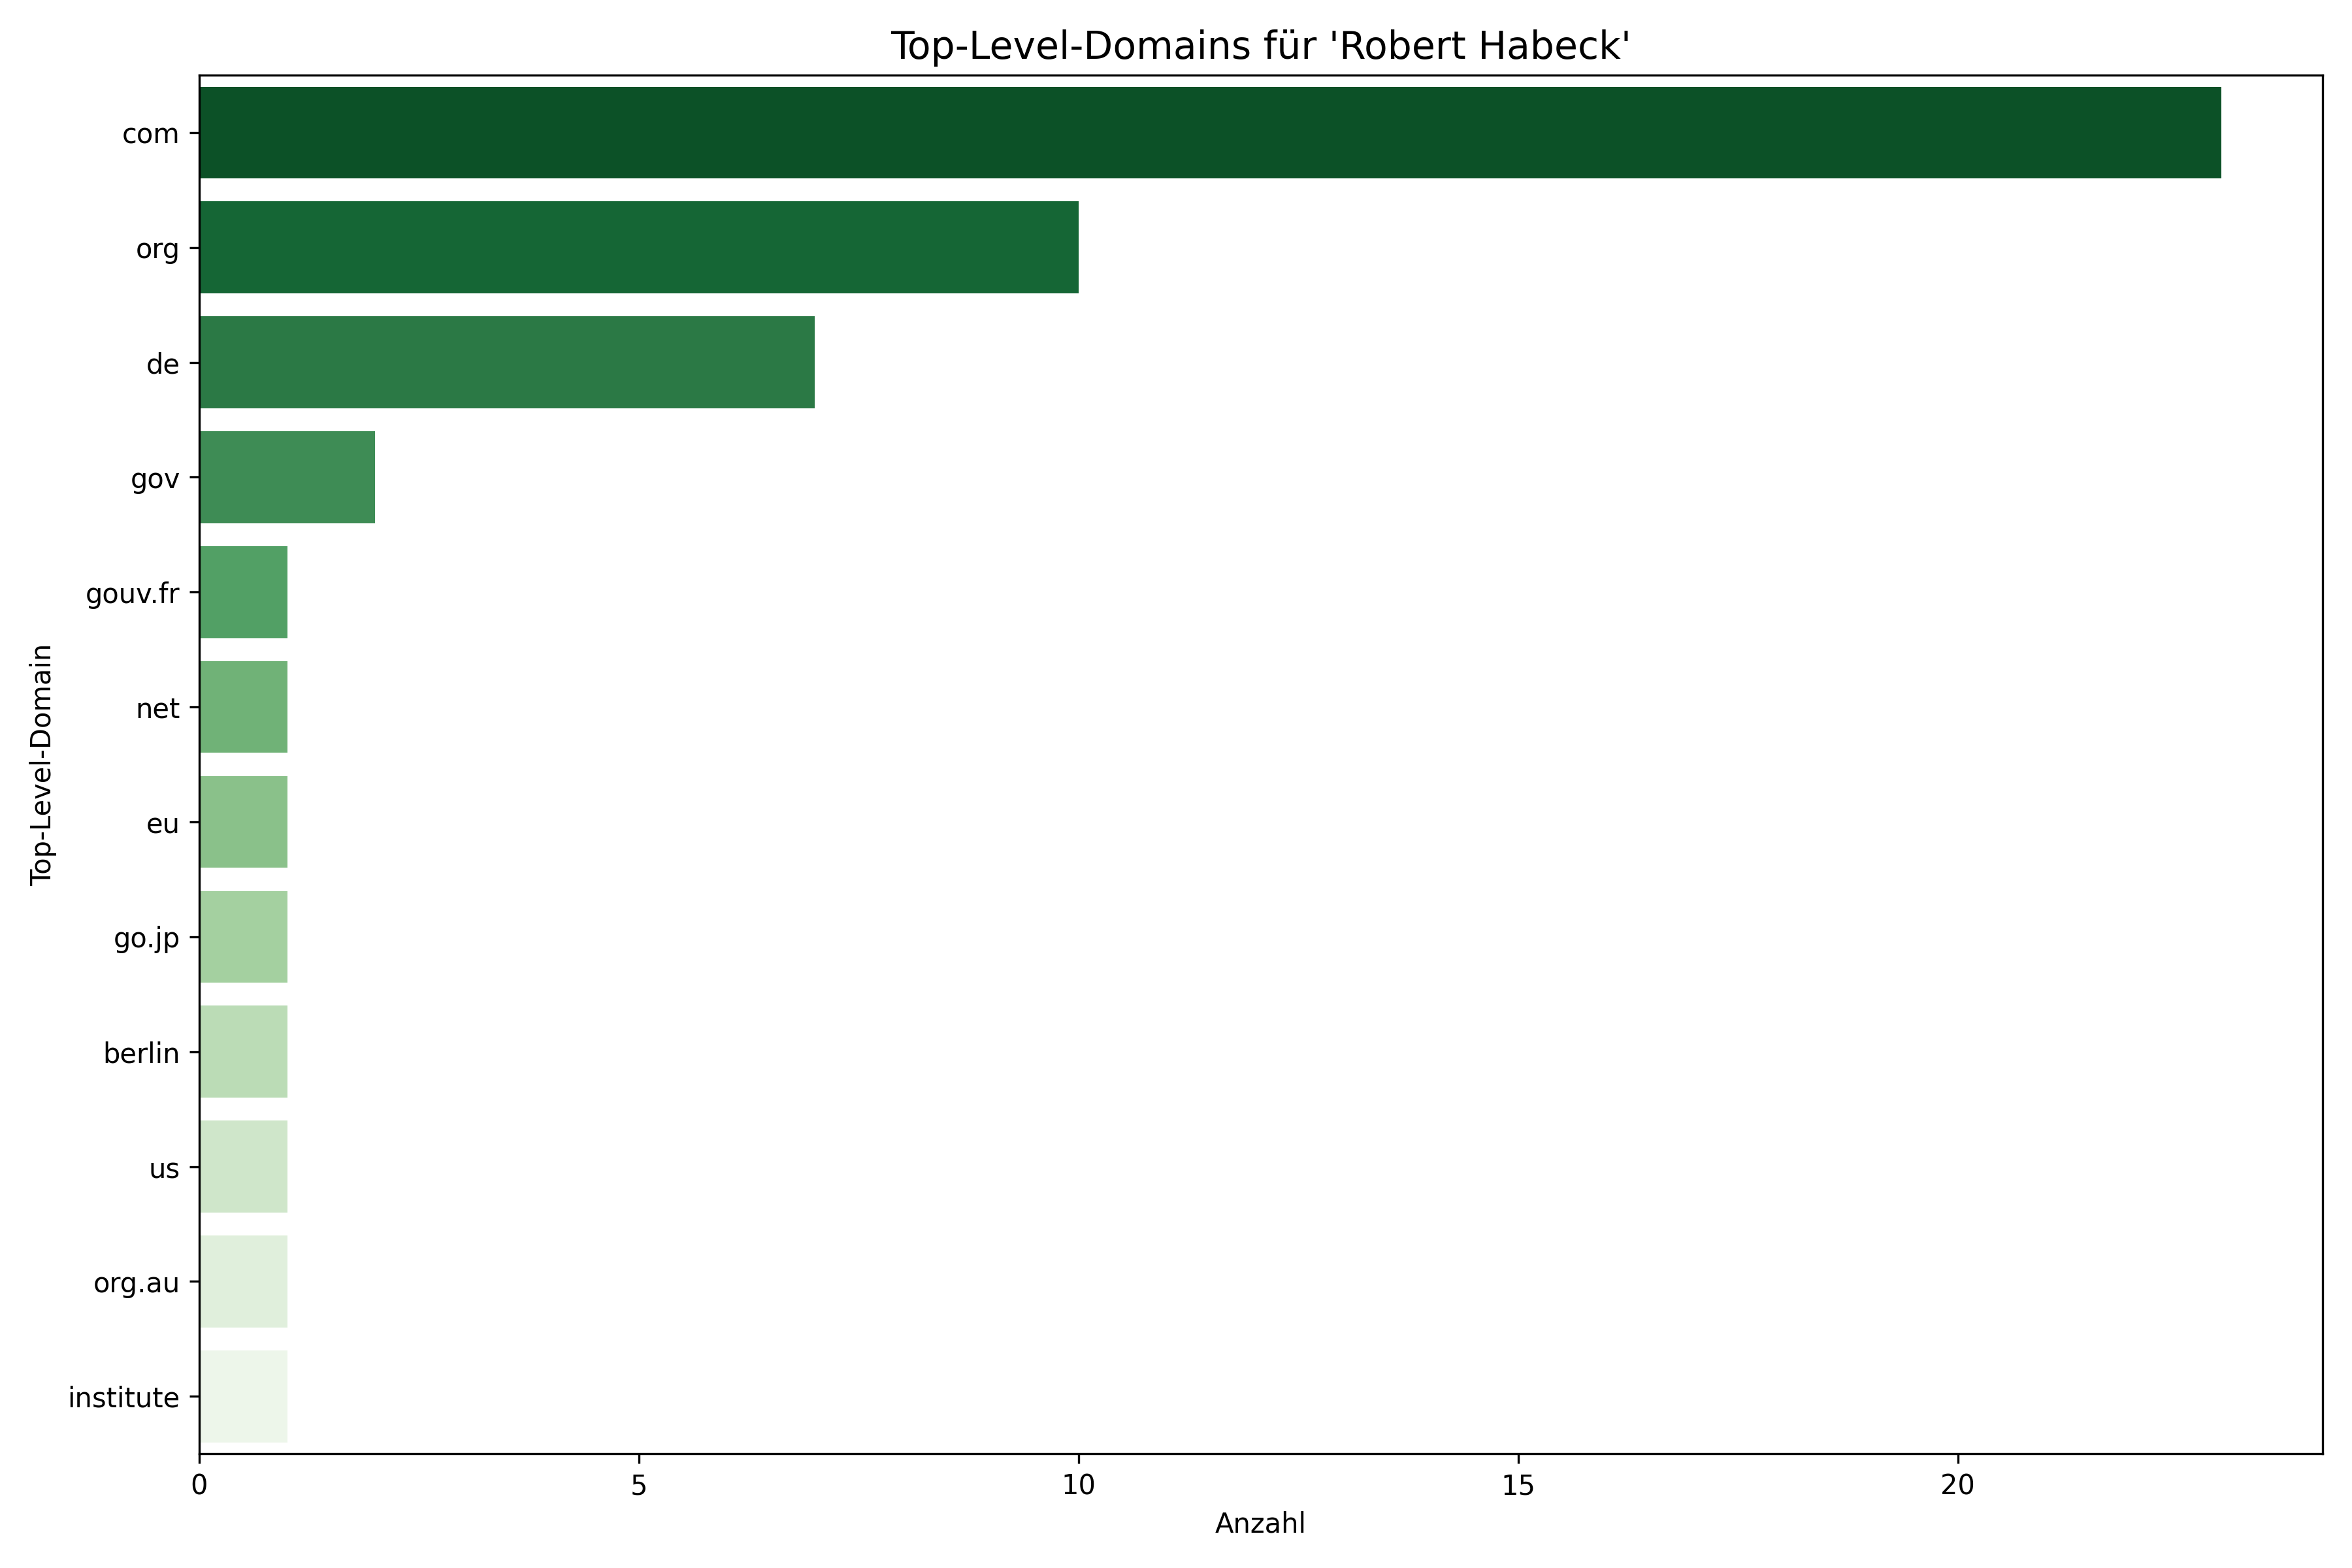 Top-Level-Domains für 'Robert Habeck'
Top-Level-Domain
com
org
de
gov
gouv.fr
net
eu
go.jp
berlin
us
org.au
institute
0 5 10 15 20
Anzahl